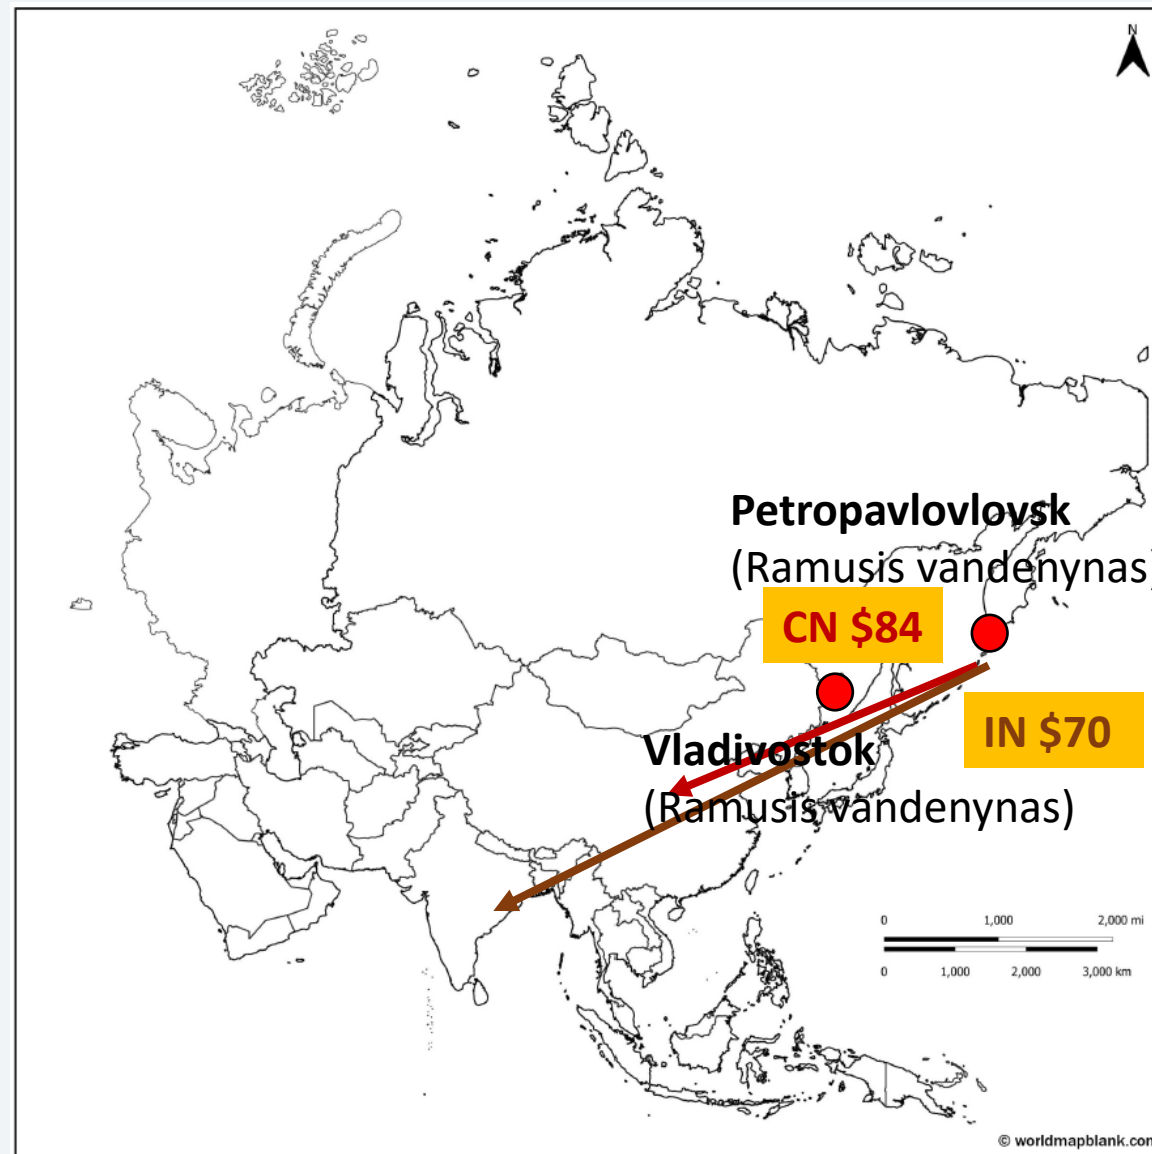 N
Petropavlovlovsk
(Ramusis vandenynas)
CN $84
IN $70
Vladivostok
(Ramusis vandenynas)
0 1,000 2,000 mi
0 1,000 2,000 3,000 km
© worldmapblank.com